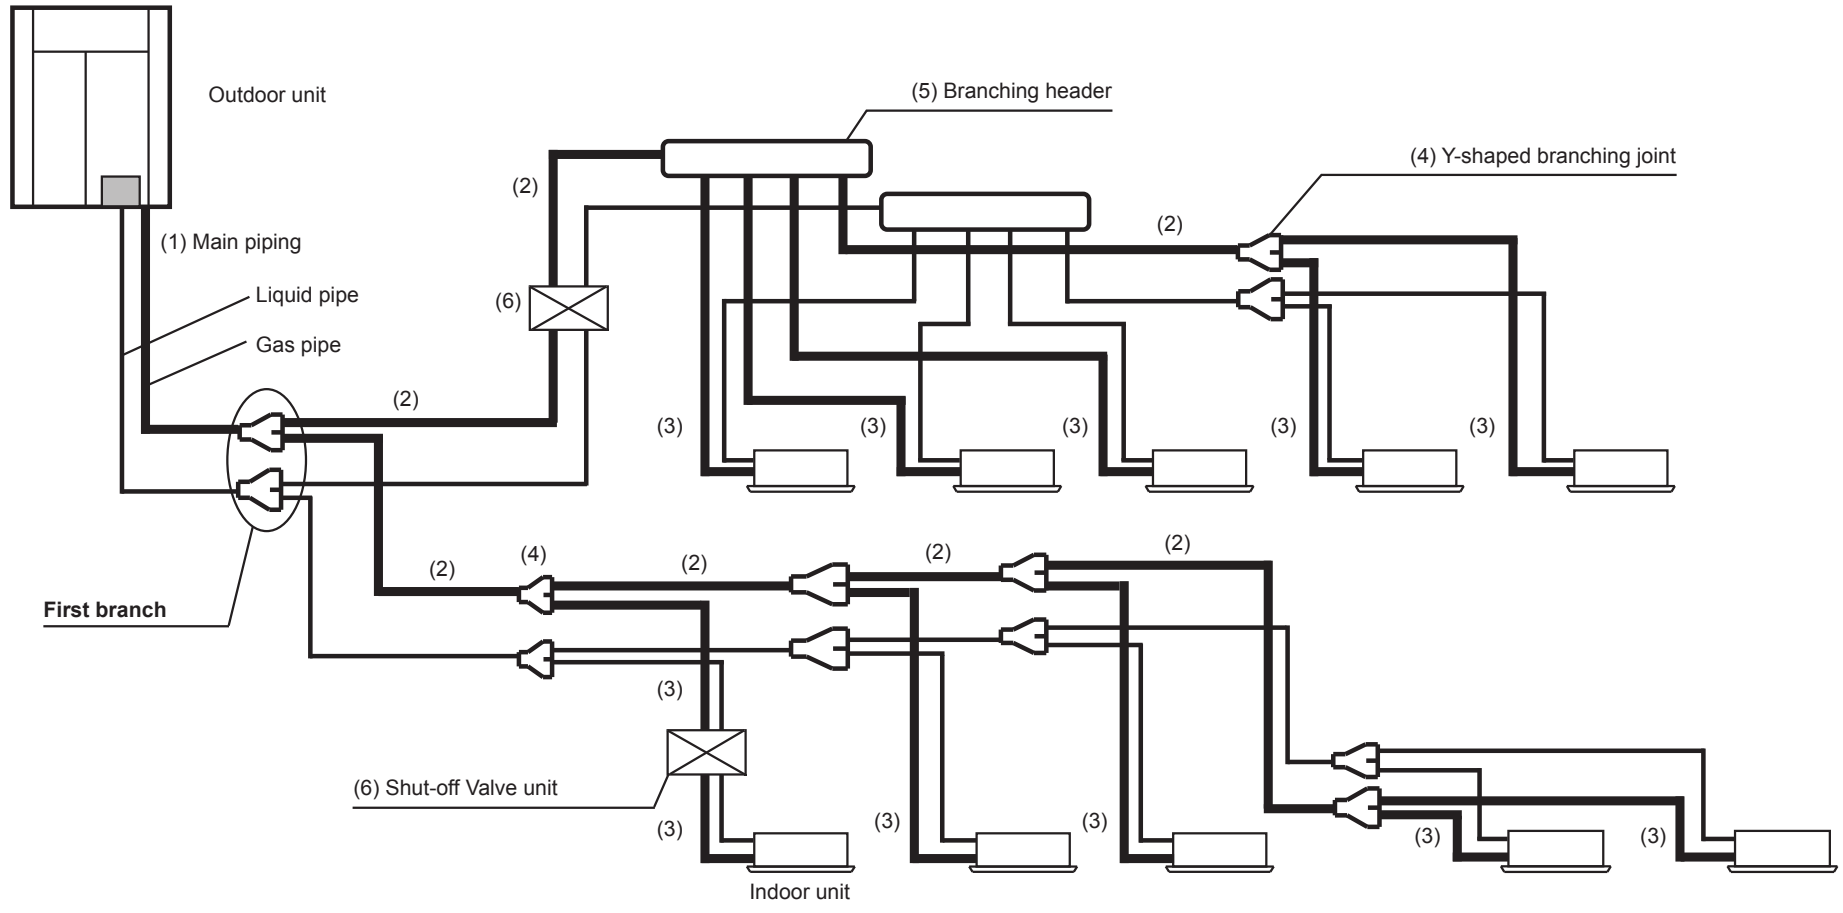 Outdoor unit
(5) Branching header
(4) Y-shaped branching joint
(2)
(2)
(1) Main piping
Liquid pipe
(6)
Gas pipe
(2)
(3)
(3)
(3)
(3)
(3)
(2)
(4)
(2)
(2)
(2)
First branch
(3)
(6) Shut-off Valve unit
(3)
(3)
(3)
(3)
(3)
Indoor unit